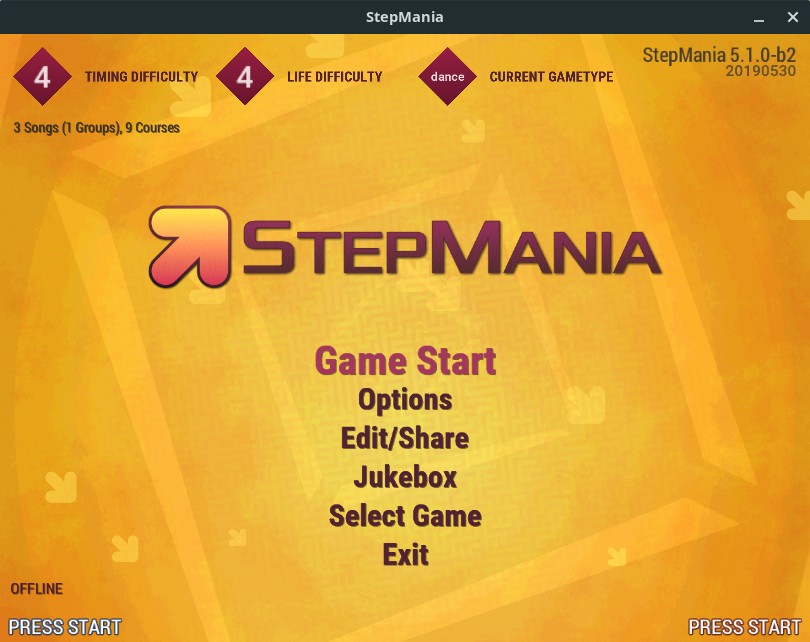 StepMania
4 TIMING DIFFICULTY 4 LIFE DIFFICULTY dance CURRENT GAMETYPE
StepMania 5.1.0-b2
20190530
3 Songs (1 Groups), 9 Courses
STEPMANIA
Game Start
Options
Edit/Share
Jukebox
Select Game
Exit
OFFLINE
PRESS START PRESS START